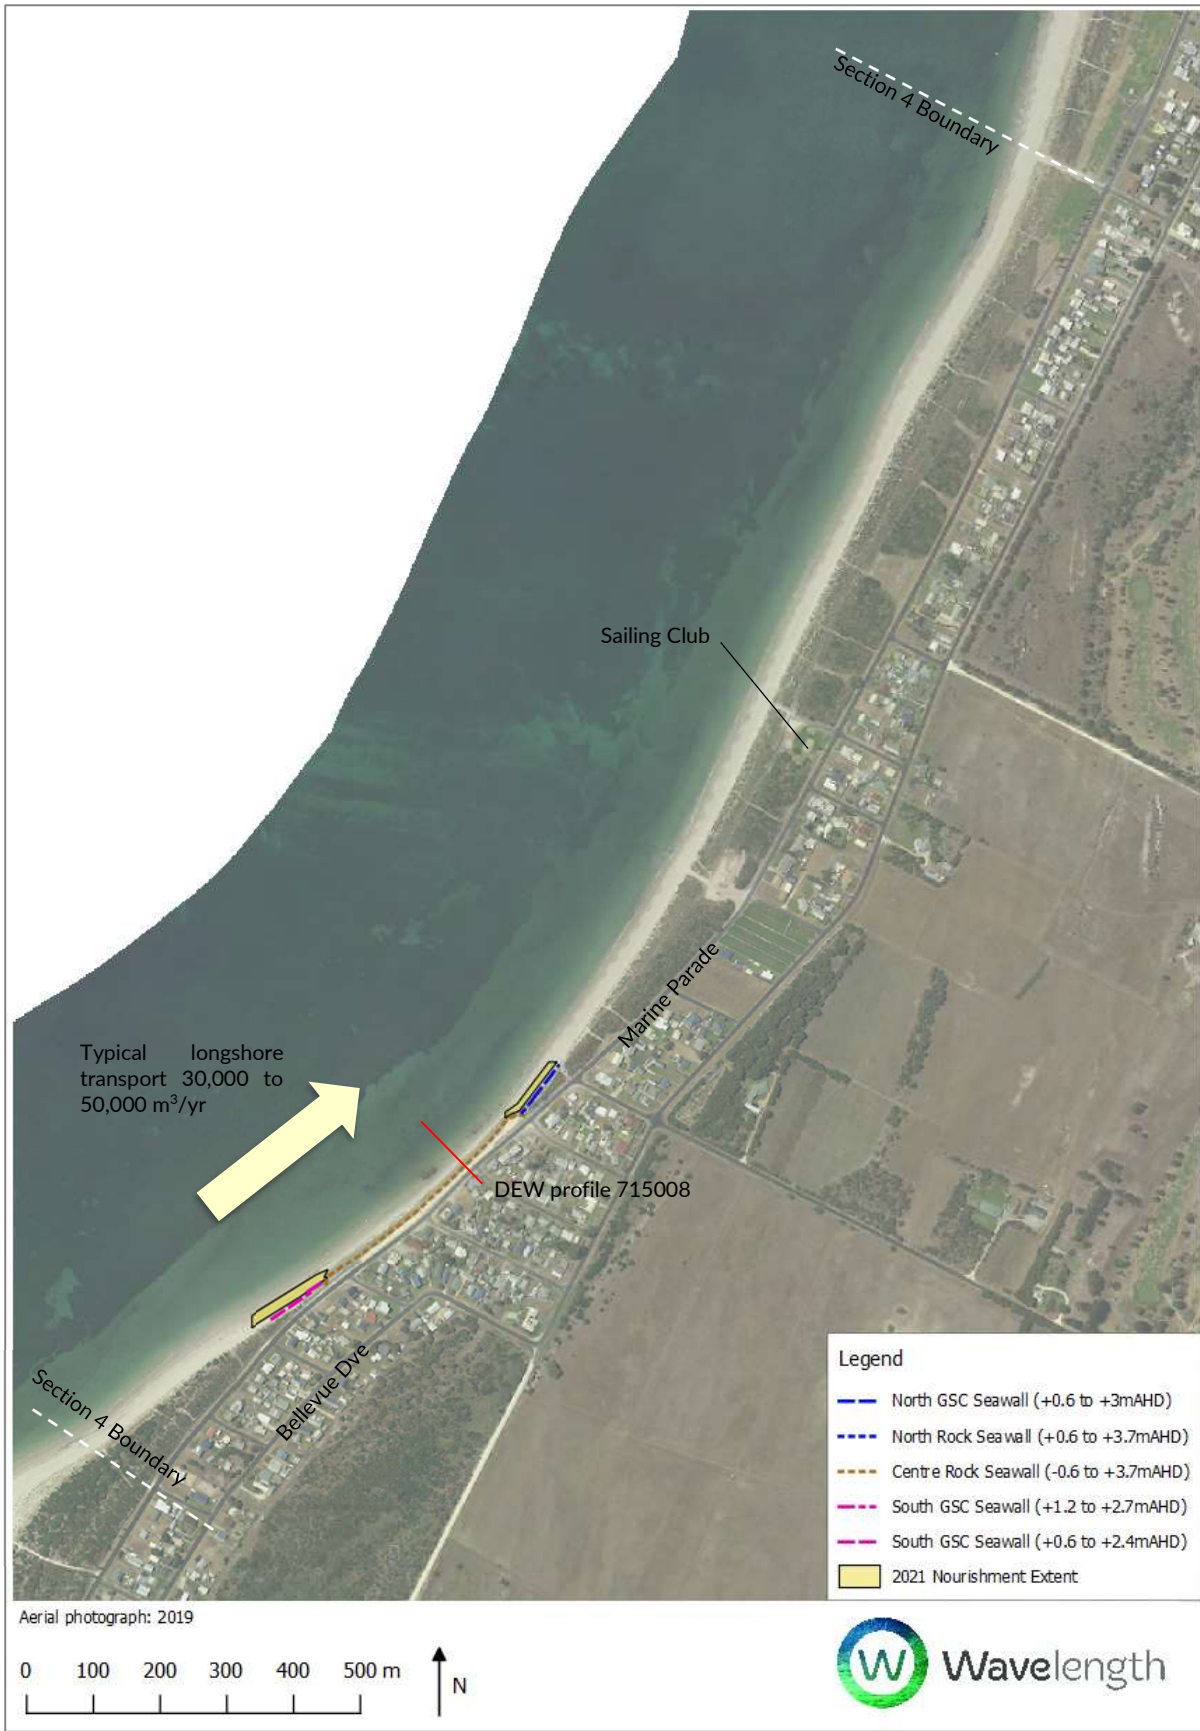 Section 4 Boundary
Sailing Club
Marine Parade
Typical longshore
transport 30,000 to
50,000 m³/yr
DEW profile 715008
Bellevue Dve
Section 4 Boundary
Legend
North GSC Seawall (+0.6 to +3mAHD)
North Rock Seawall (+0.6 to +3.7mAHD)
Centre Rock Seawall (-0.6 to +3.7mAHD)
South GSC Seawall (+1.2 to +2.7mAHD)
South GSC Seawall (+0.6 to +2.4mAHD)
2021 Nourishment Extent
Aerial photograph: 2019
0 100 200 300 400 500 m
N
W Wavelength